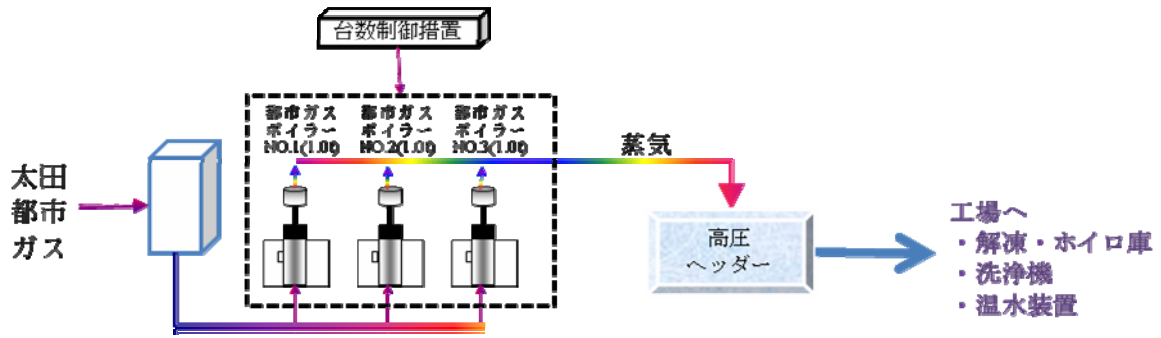 台数制御措置
都市ガス
ボイラー
NO.1(1.0t)
都市ガス
ボイラー
NO.2(1.0t)
都市ガス
ボイラー
NO.3(1.0t)
蒸気
太田
都市
ガス
高圧
ヘッダー
工場へ
・解凍・ホイロ庫
・洗浄機
・温水装置